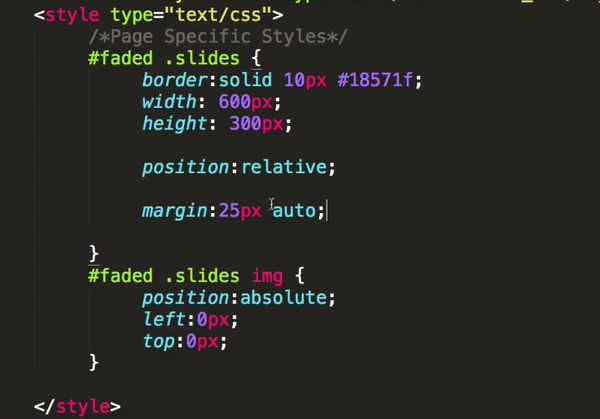 <style type="text/css">
/*Page Specific Styles*/
#faded .slides {
border:solid 10px #18571f;
width: 600px;
height: 300px;
position:relative;
margin:25px auto;
}
#faded .slides img {
position:absolute;
left:0px;
top:0px;
}
</style>